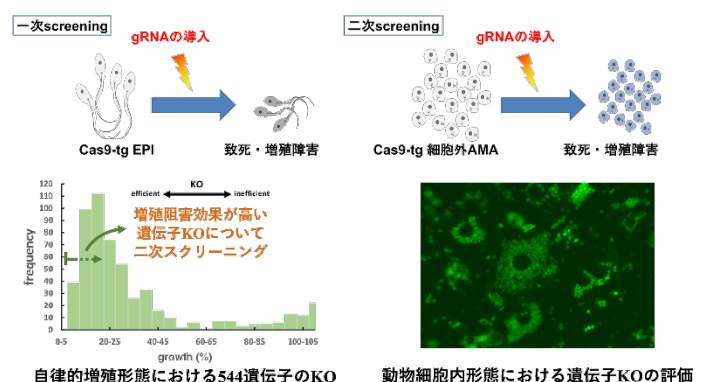 一次screening
gRNAの導入
Cas9-tg EPI
致死・増殖障害
二次screening
gRNAの導入
Cas9-tg 細胞外AMA
致死・増殖障害
KO
efficient
inefficient
増殖阻害効果が高い
遺伝子KOについて
二次スクリーニング
frequency
120
110
100
90
80
70
60
50
40
30
20
10
0
0-5
20-25
40-45
60-65
80-85
100-105
growth (%)
自律的増殖形態における544遺伝子のKO
動物細胞内形態における遺伝子KOの評価